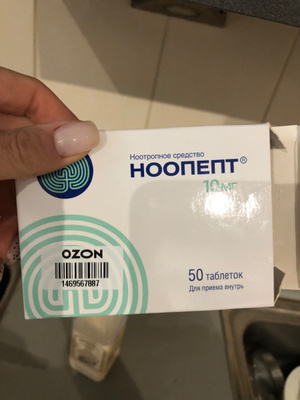 Ноотропное средство
НООПЕПТ®
10 мг
OZON
1469567887
50 таблеток
Для приема внутрь